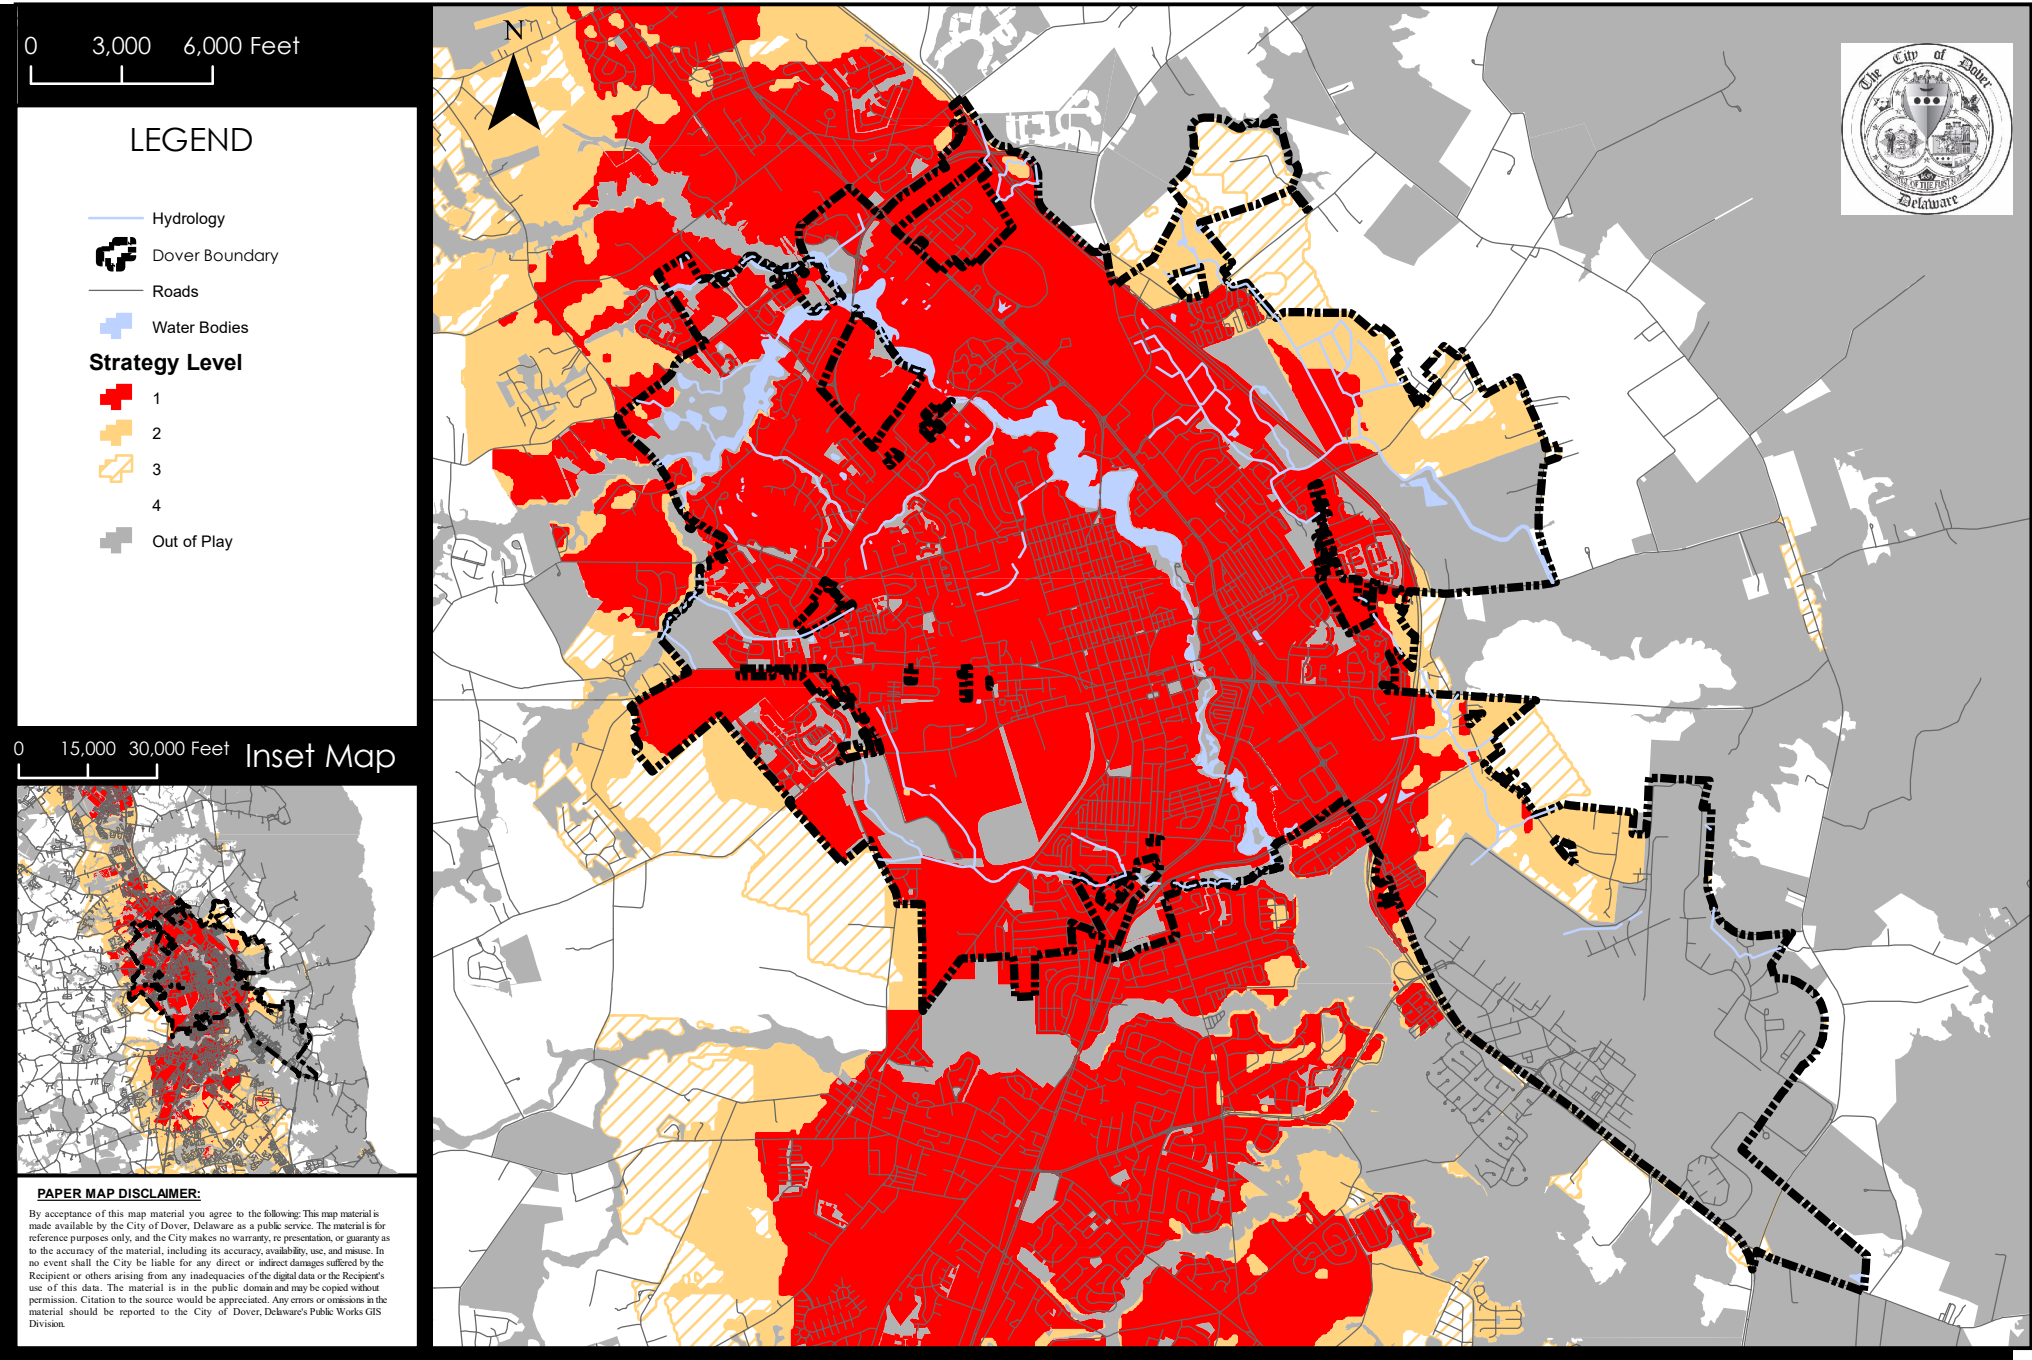 0 3,000 6,000 Feet
LEGEND
Hydrology
Dover Boundary
Roads
Water Bodies
Strategy Level
1
2
3
4
Out of Play
0 15,000 30,000 Feet Inset Map
PAPER MAP DISCLAIMER:
By acceptance of this map material you agree to the following: This map material is
made available by the City of Dover, Delaware as a public service. The material is for
reference purposes only, and the City makes no warranty, re presentation, or guaranty as
to the accuracy of the material, including its accuracy, availability, use, and misuse. In
no event shall the City be liable for any direct or indirect damages suffered by the
Recipient or others arising from any inadequacies of the digital data or the Recipient's
use of this data. The material is in the public domain and may be copied without
permission. Citation to the source would be appreciated. Any errors or omissions in the
material should be reported to the City of Dover, Delaware's Public Works GIS
Division.
N
The City of Dover
Delaware